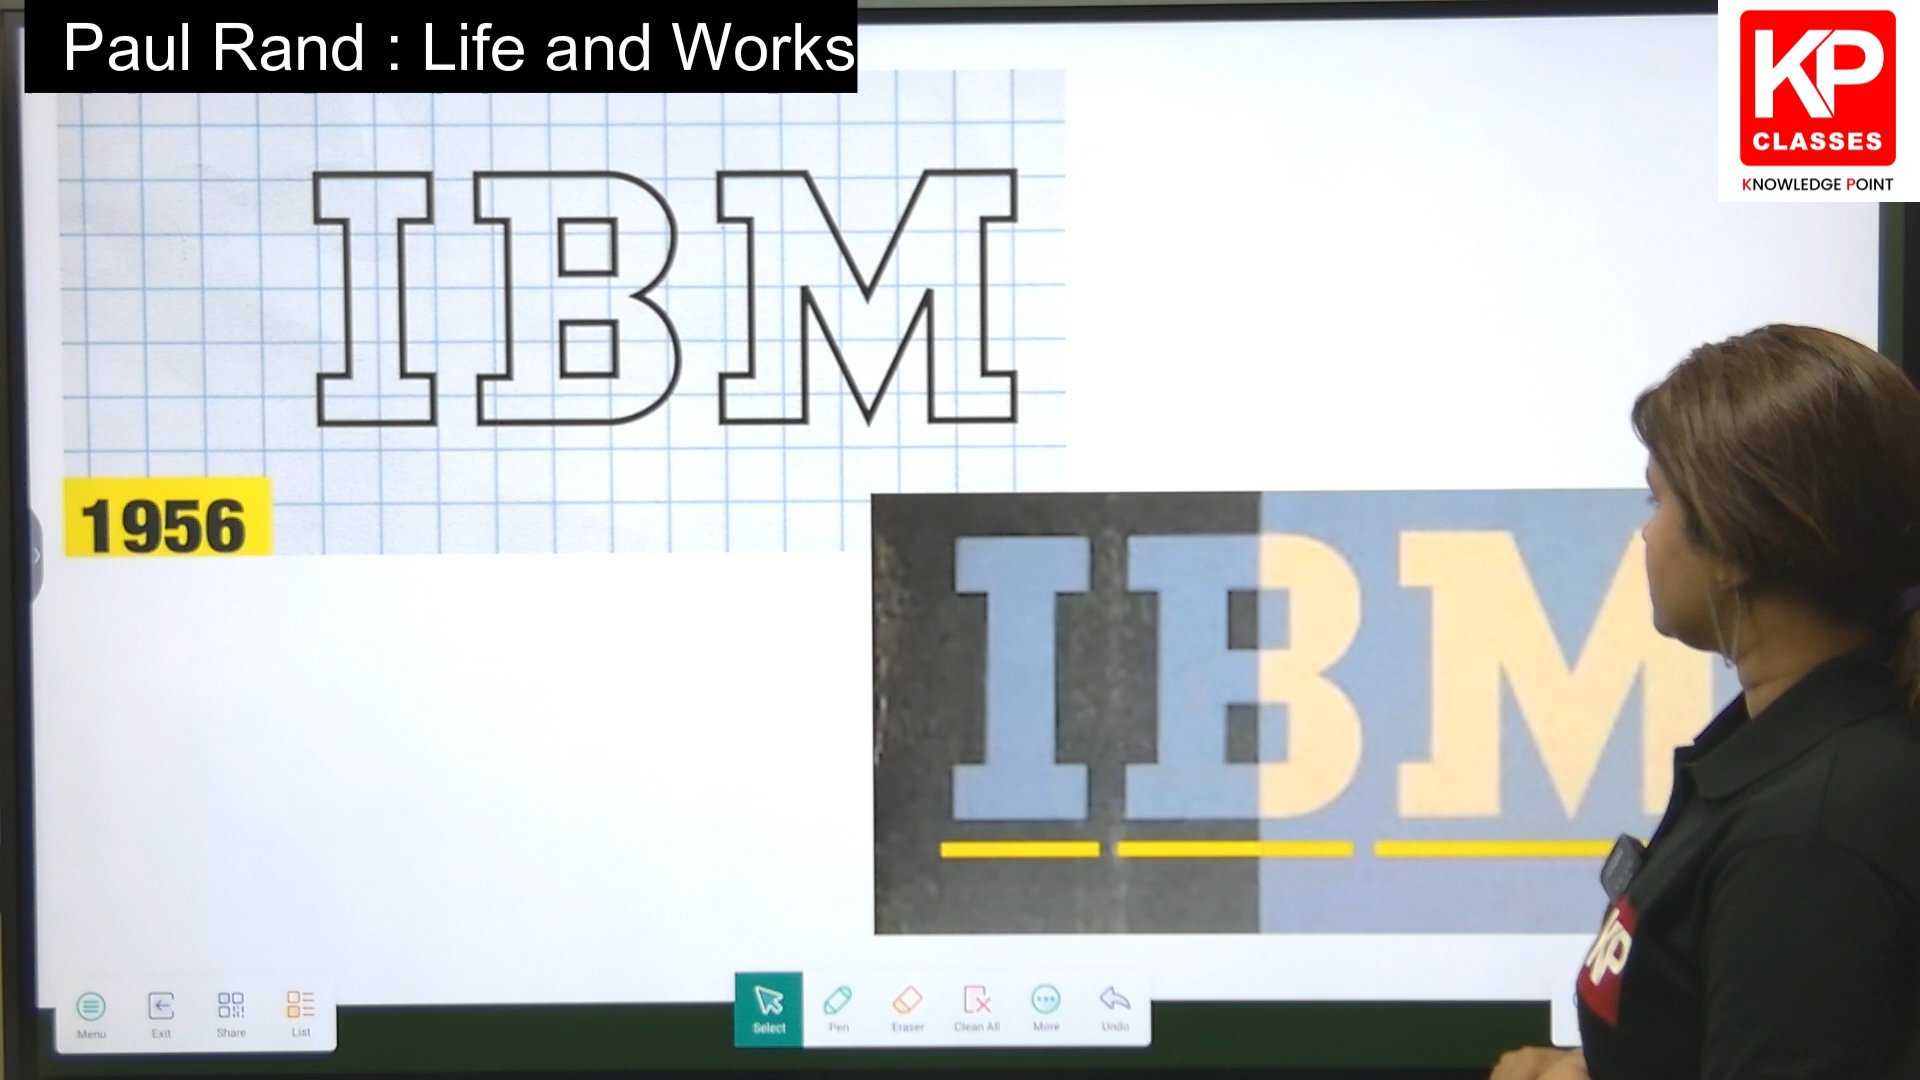 Paul Rand : Life and Works
KP
CLASSES
KNOWLEDGE POINT
IBM
1956
IBM
KP
Menu
Exit
Share
List
Select
Pen
Eraser
Clean All
More
Undo